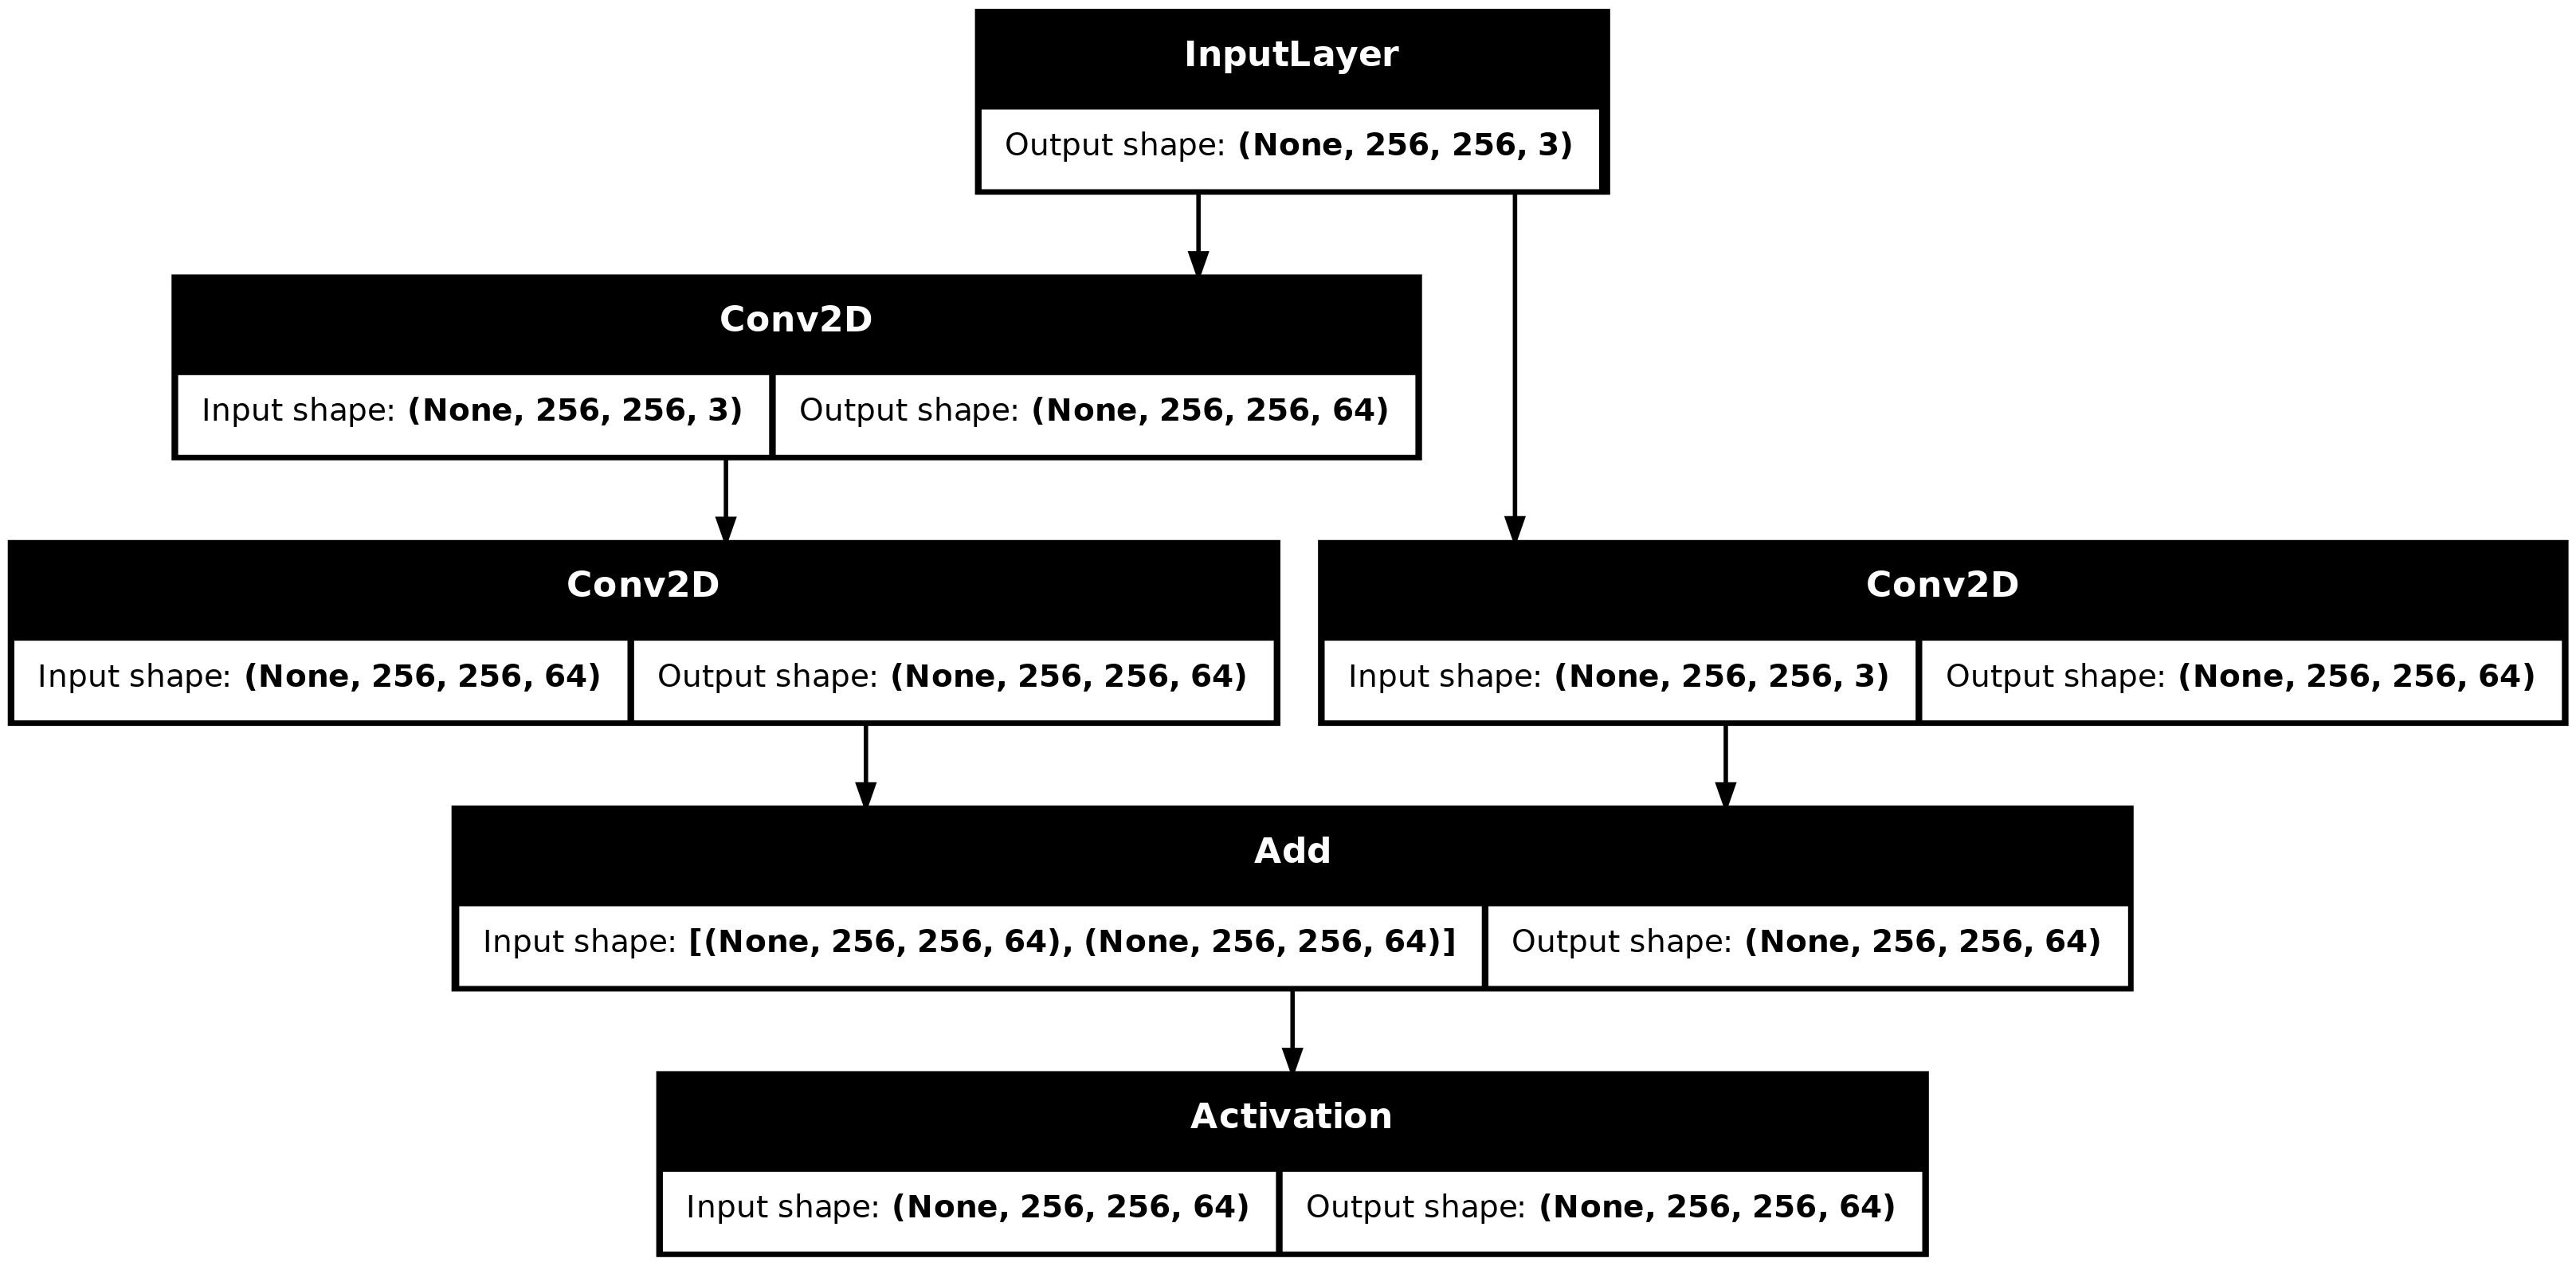 InputLayer
Output shape: (None, 256, 256, 3)
Conv2D
Input shape: (None, 256, 256, 3) Output shape: (None, 256, 256, 64)
Conv2D
Input shape: (None, 256, 256, 64) Output shape: (None, 256, 256, 64)
Conv2D
Input shape: (None, 256, 256, 3) Output shape: (None, 256, 256, 64)
Add
Input shape: [(None, 256, 256, 64), (None, 256, 256, 64)] Output shape: (None, 256, 256, 64)
Activation
Input shape: (None, 256, 256, 64) Output shape: (None, 256, 256, 64)